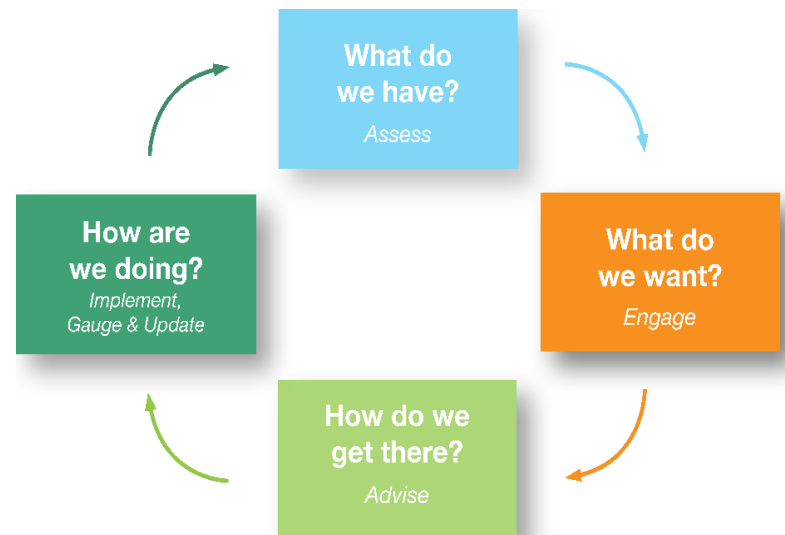 What do
we have?
Assess
What do
we want?
Engage
How do we
get there?
Advise
How are
we doing?
Implement,
Gauge & Update